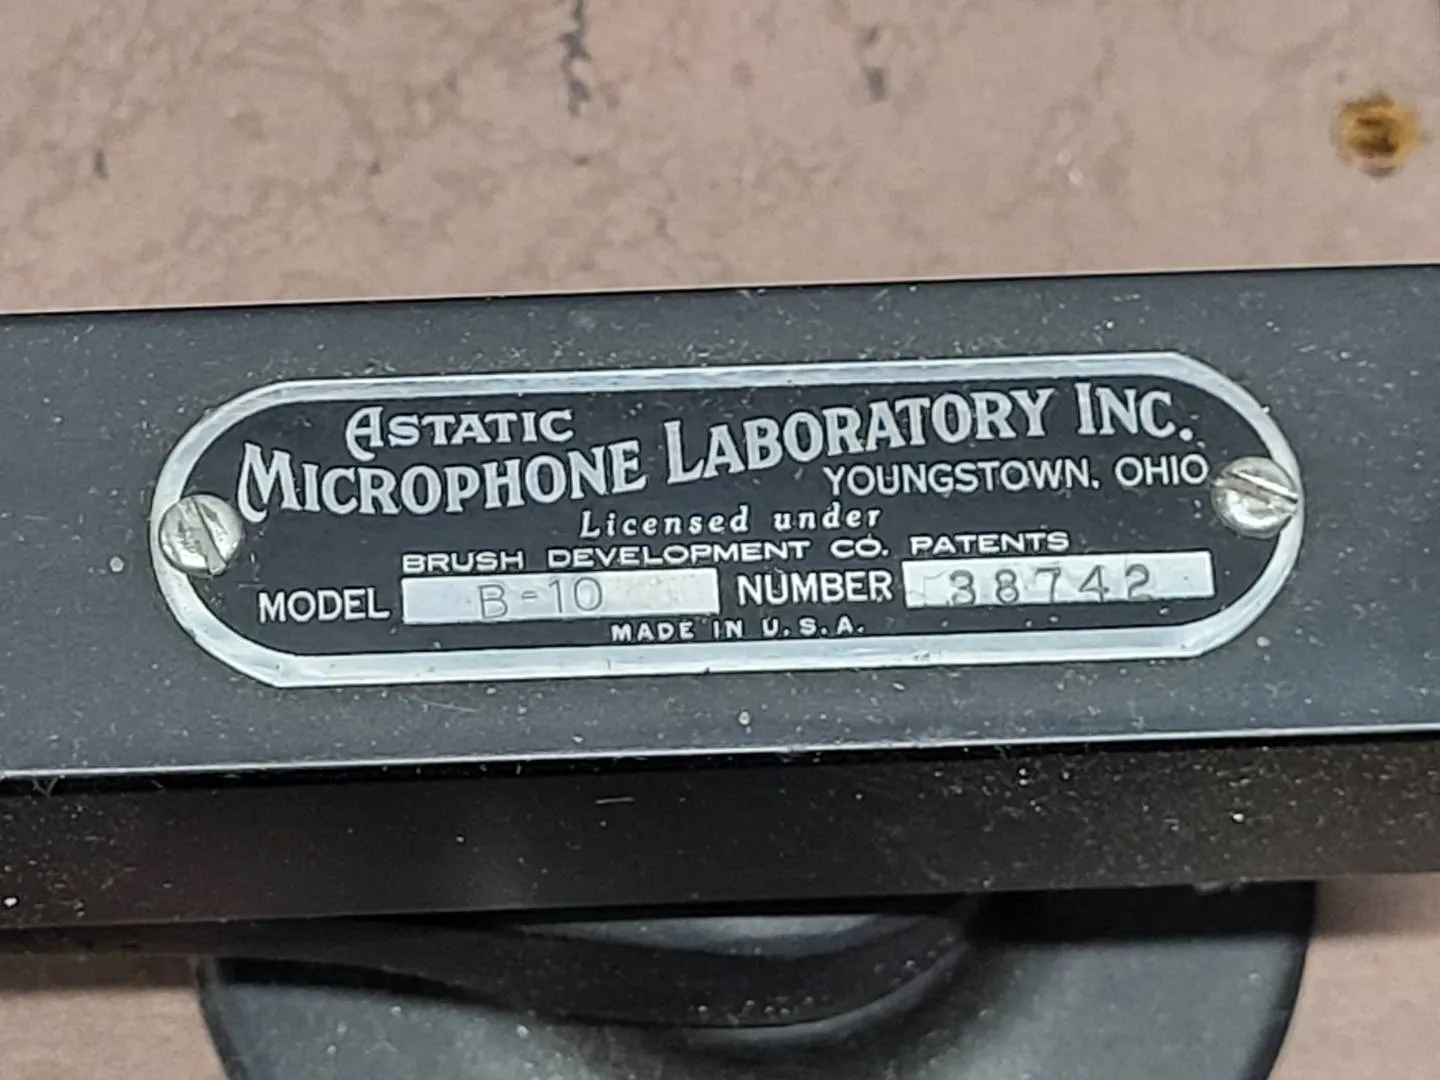 ASTATIC
MICROPHONE LABORATORY INC.
YOUNGSTOWN, OHIO
Licensed under
BRUSH DEVELOPMENT CO. PATENTS
MODEL B-10 NUMBER 38742
MADE IN U.S.A.